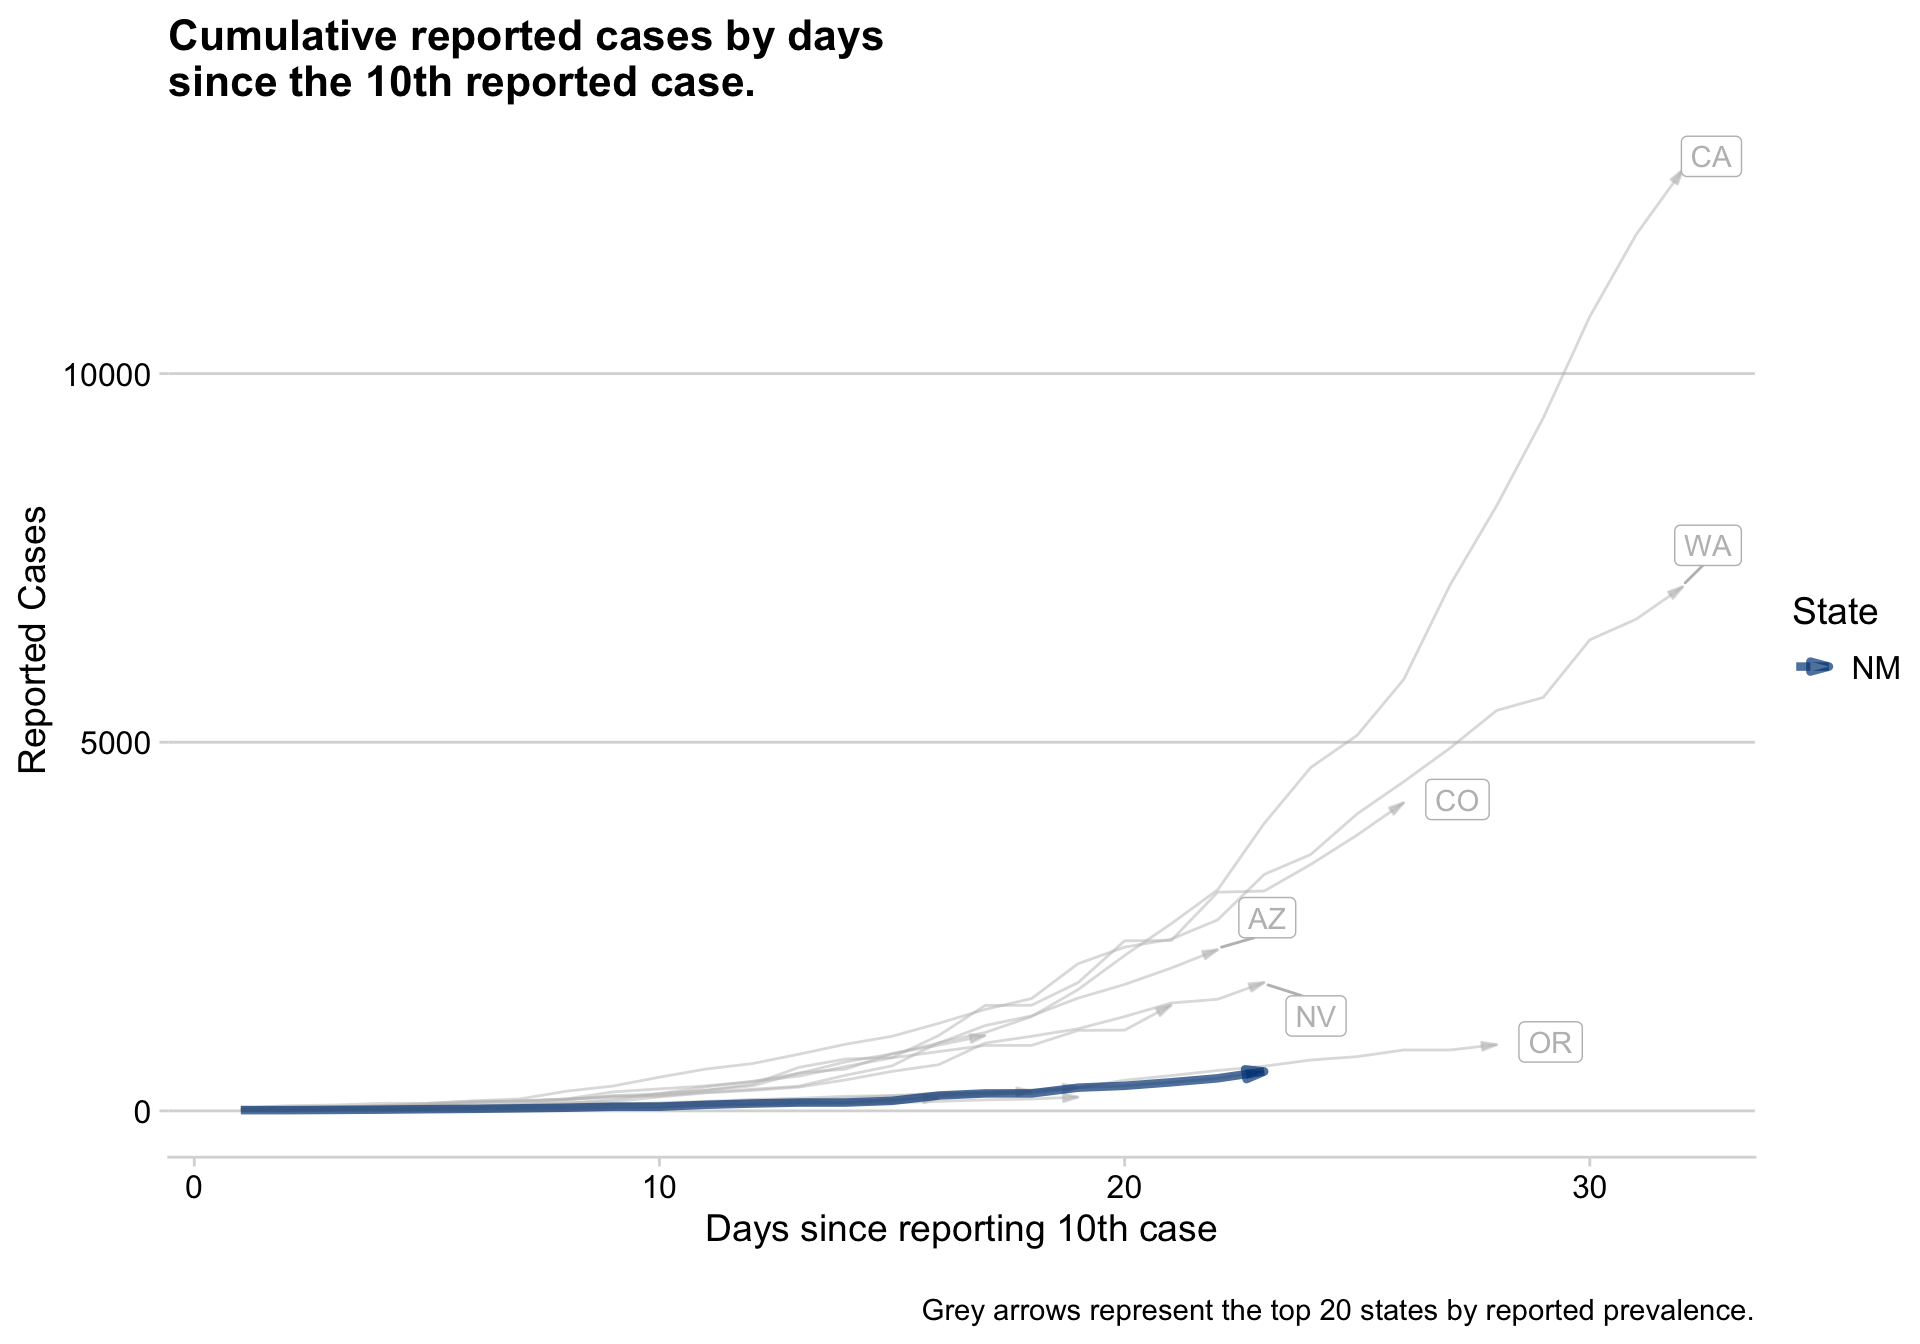 Cumulative reported cases by days
since the 10th reported case.
CA
10000
WA
Reported Cases
State
NM
5000
CO
AZ
NV
OR
0
0 10 20 30
Days since reporting 10th case
Grey arrows represent the top 20 states by reported prevalence.